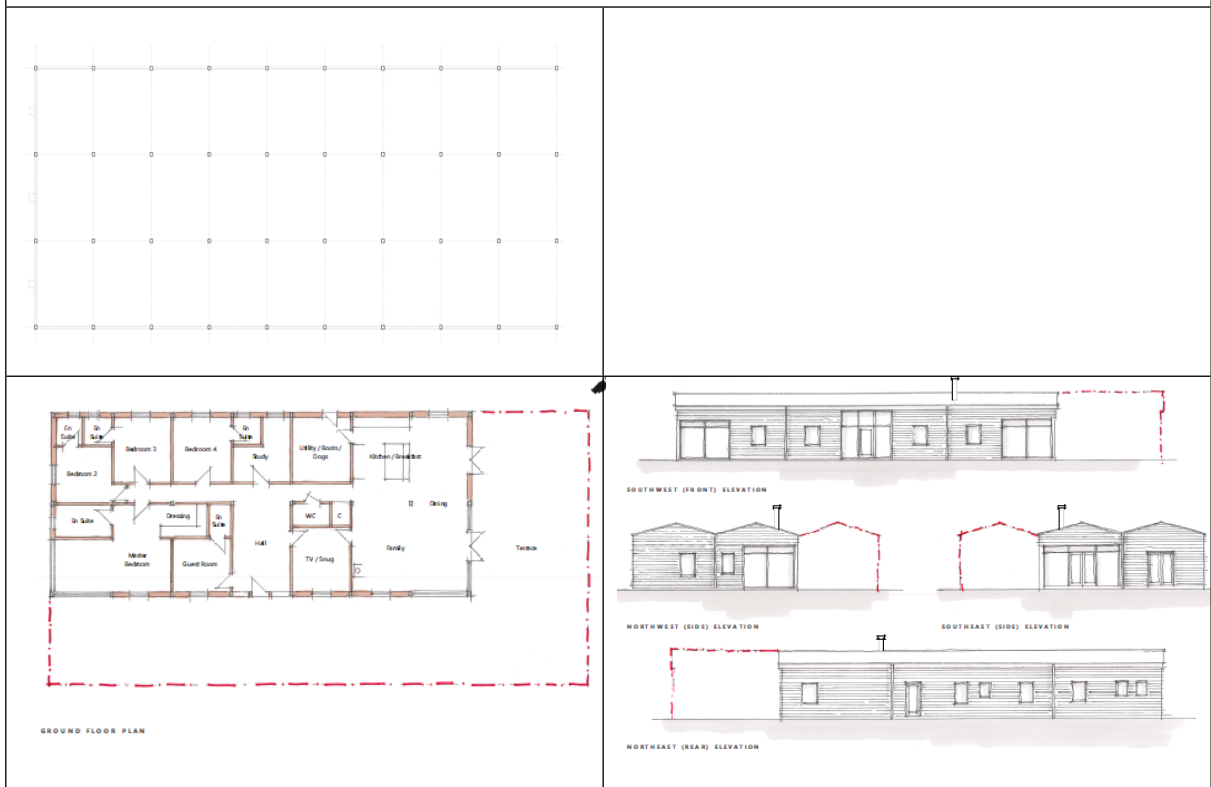 En
Suite
En
Suite
Bedroom 3
Bedroom 4
En
Suite
Utility / Boots /
Dogs
Kitchen / Breakfast
Study
Bedroom 2
Dressing
En Suite
En
Suite
WC
C
Dining
Hall
Master
Bedroom
Guest Room
TV / Snug
Family
Terrace
GROUND FLOOR PLAN
SOUTHWEST (FRONT) ELEVATION
NORTHWEST (SIDE) ELEVATION
SOUTHEAST (SIDE) ELEVATION
NORTHEAST (REAR) ELEVATION